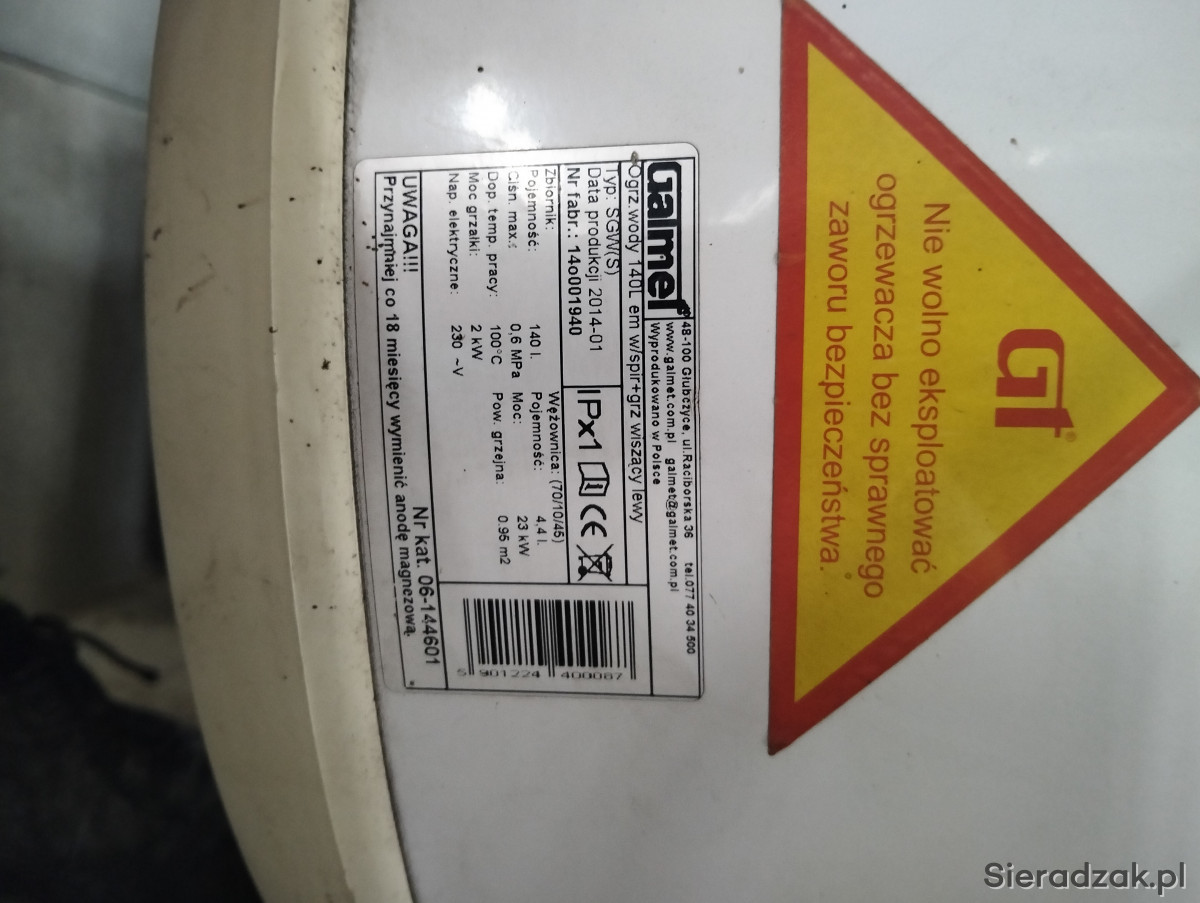 Galmet®
48-100 Głubczyce, ul.Raciborska 36 tel.077 40 34 500
www.galmet.com.pl galmet@galmet.com.pl
Wyprodukowano w Polsce
Ogrz.wody 140L em w/spir+grz wiszący lewy
Typ: SGW(S)
Data produkcji 2014-01
Nr fabr.: 14o001940
IPx1
CE
Zbiornik:
Pojemność: 140 l.
Ciśn. max.: 0,6 MPa
Dop. temp. pracy: 100°C
Moc grzałki: 2 kW
Nap. elektryczne: 230 ~V
Wężownica: (70/10/45)
Pojemność: 4,4 l.
Moc: 23 kW
Pow. grzejna: 0.95 m2
5 901224 400087
Nr kat. 06-144601
UWAGA!!!
Przynajmniej co 18 miesięcy wymienić anodę magnezową.
GT®
Nie wolno eksploatować
ogrzewacza bez sprawnego
zaworu bezpieczeństwa.
Sieradzak.pl